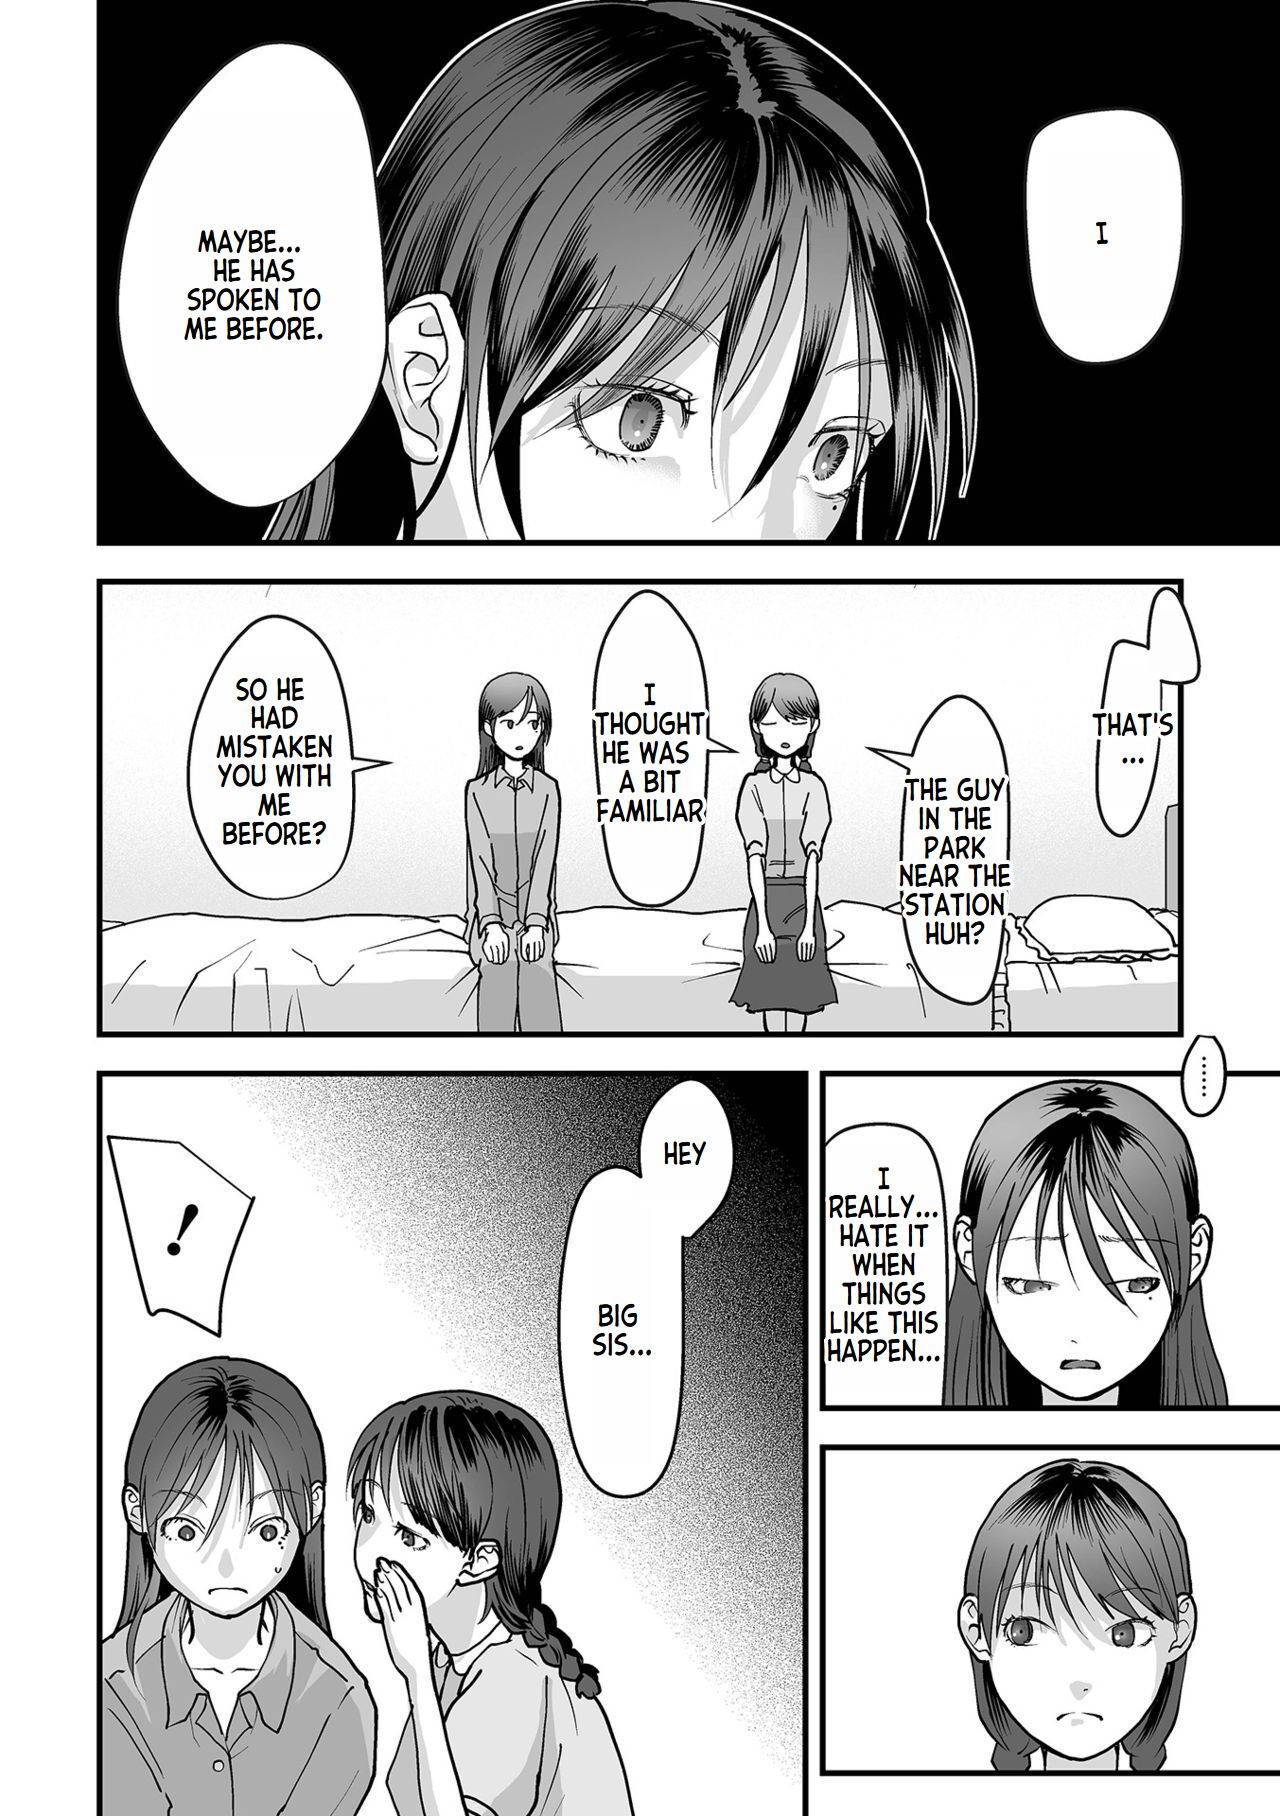 I
MAYBE...
HE HAS
SPOKEN TO
ME BEFORE.
THAT'S
...
THE GUY
IN THE
PARK
NEAR THE
STATION
HUH?
I
THOUGHT
HE WAS
A BIT
FAMILIAR
SO HE
HAD
MISTAKEN
YOU WITH
ME
BEFORE?
......
I
REALLY...
HATE IT
WHEN
THINGS
LIKE THIS
HAPPEN...
HEY
BIG
SIS...
!